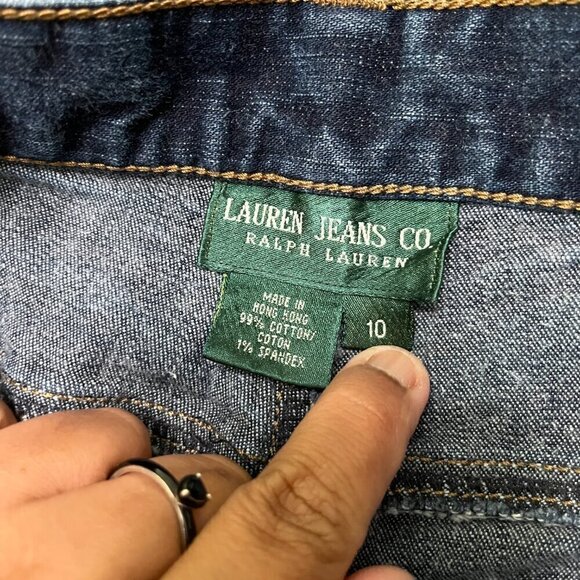 LAUREN JEANS CO.
RALPH LAUREN
MADE IN
HONG KONG
99% COTTON/
COTON
1% SPANDEX
10